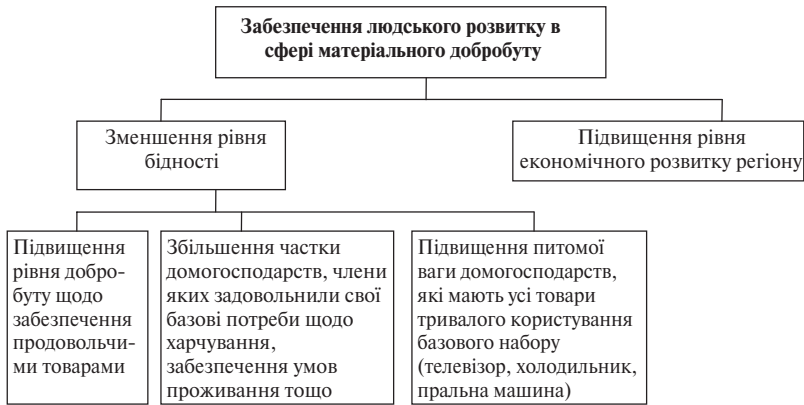 Забезпечення людського розвитку в
сфері матеріального добробуту
Зменшення рівня
бідності
Підвищення рівня
економічного розвитку регіону
Підвищення
рівня добро-
буту щодо
забезпечення
продовольчи-
ми товарами
Збільшення частки
домогосподарств, члени
яких задовольнили свої
базові потреби щодо
харчування,
забезпечення умов
проживання тощо
Підвищення питомої
ваги домогосподарств,
які мають усі товари
тривалого користування
базового набору
(телевізор, холодильник,
пральна машина)